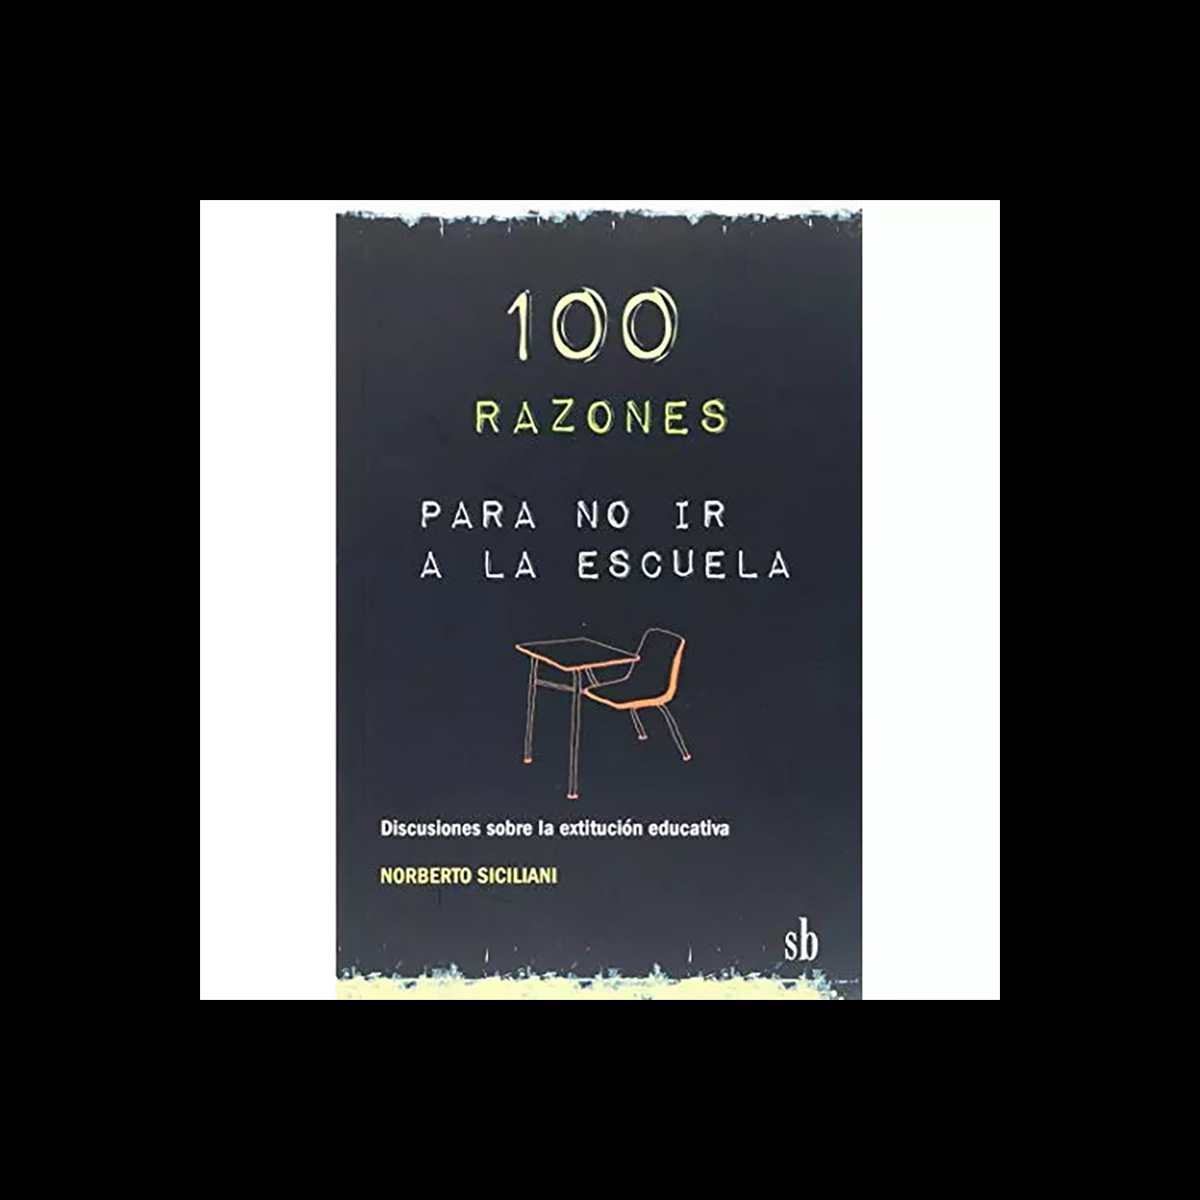 100
RAZONES
PARA NO IR
A LA ESCUELA
Discusiones sobre la extitución educativa
NORBERTO SICILIANI
sb